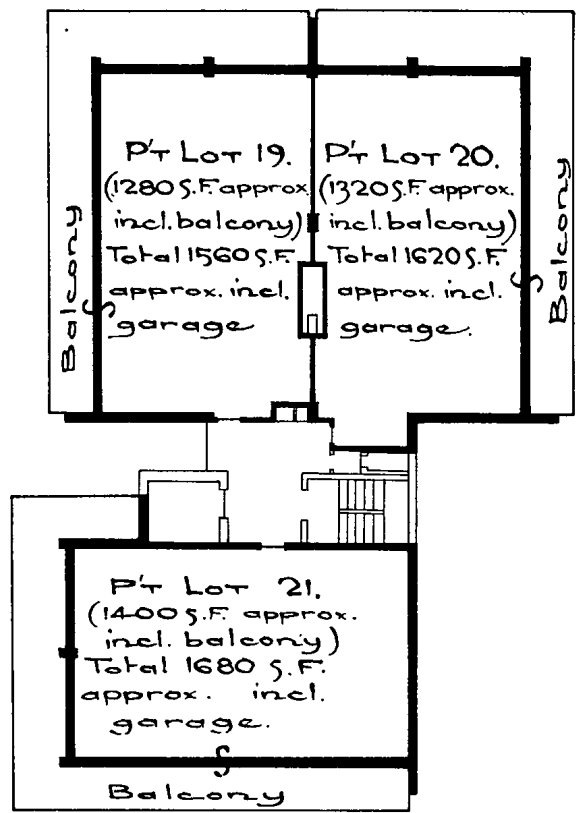 P'T LOT 19.
(1280 S.F. approx
incl. balcony)
Total 1560 S.F.
approx. incl.
garage
P'T LOT 20.
(1320 S.F. approx.
incl. balcony)
Total 1620 S.F.
approx. incl.
garage.
Balcony
Balcony
P'T LOT 21.
(1400 S.F. approx.
incl. balcony)
Total 1680 S.F.
approx. incl.
garage.
Balcony